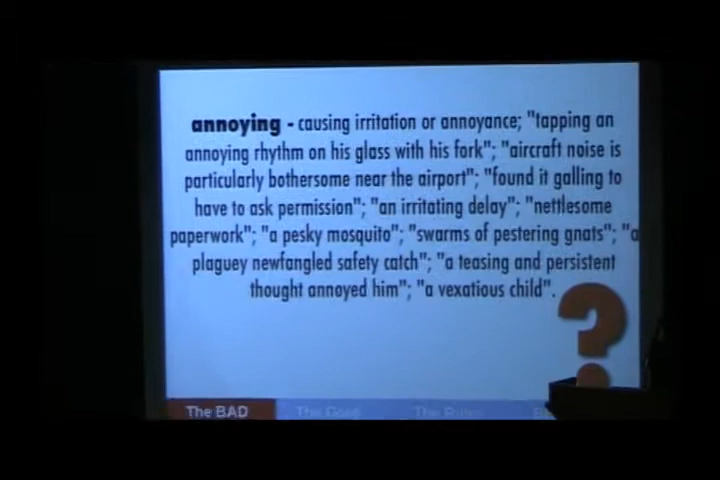 annoying - causing irritation or annoyance; "tapping an
annoying rhythm on his glass with his fork"; "aircraft noise is
particularly bothersome near the airport"; "found it galling to
have to ask permission"; "an irritating delay"; "nettlesome
paperwork"; "a pesky mosquito"; "swarms of pestering gnats"; "a
plaguey newfangled safety catch"; "a teasing and persistent
thought annoyed him"; "a vexatious child".
?
The BAD The Good The Rules